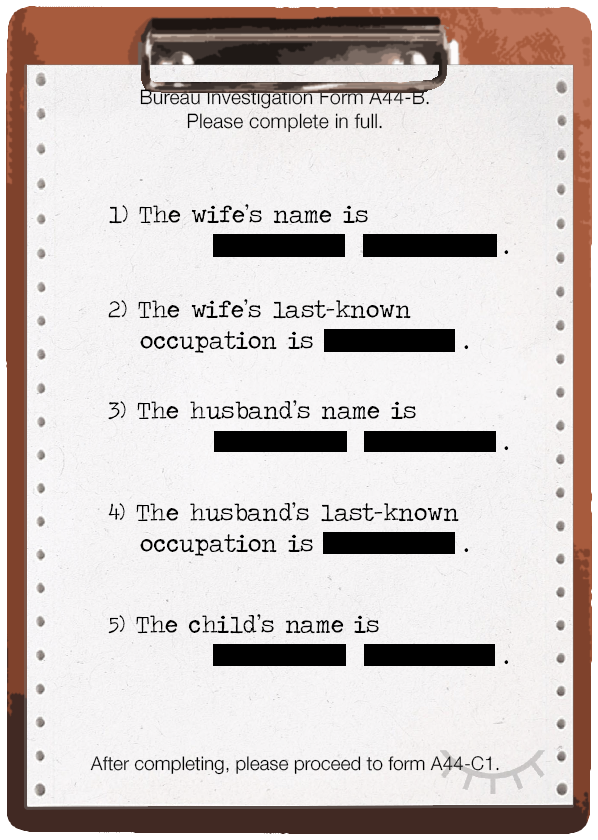 Bureau Investigation Form A44-B.
Please complete in full.
1) The wife's name is
.
2) The wife's last-known
occupation is .
3) The husband's name is
.
4) The husband's last-known
occupation is .
5) The child's name is
.
After completing, please proceed to form A44-C1.